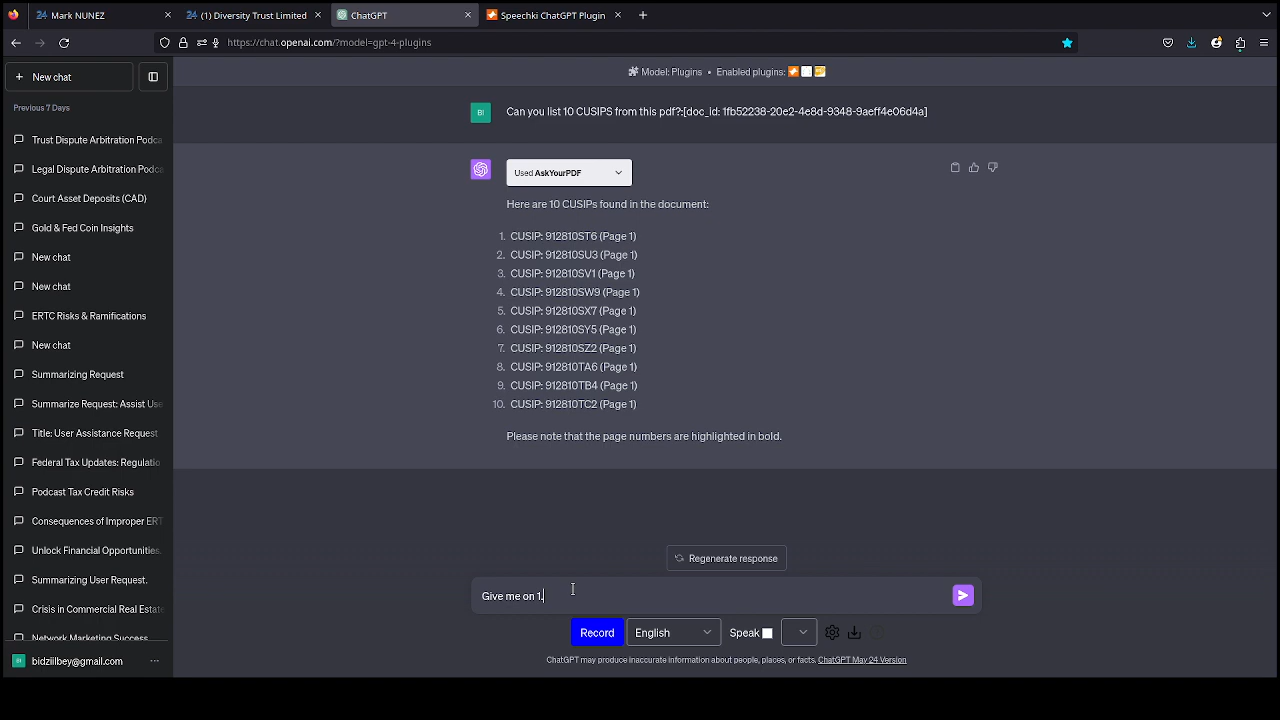 Mark NUNEZ
(1) Diversity Trust Limited
ChatGPT
Speechki ChatGPT Plugin
https://chat.openai.com/?model=gpt-4-plugins
New chat
Model: Plugins • Enabled plugins:
Previous 7 Days
BI Can you list 10 CUSIPS from this pdf?:[doc_id: 1fb52238-20e2-4e8d-9348-9aeff4e06d4a]
Trust Dispute Arbitration Podca
Legal Dispute Arbitration Podca
Court Asset Deposits (CAD)
Gold & Fed Coin Insights
New chat
New chat
ERTC Risks & Ramifications
New chat
Summarizing Request
Summarize Request: Assist Use
Title: User Assistance Request
Federal Tax Updates: Regulatio
Podcast Tax Credit Risks
Consequences of Improper ERT
Unlock Financial Opportunities.
Summarizing User Request.
Crisis in Commercial Real Estate
Network Marketing Success
BI bidzillbey@gmail.com
Used AskYourPDF
Here are 10 CUSIPs found in the document:
1. CUSIP: 912810ST6 (Page 1)
2. CUSIP: 912810SU3 (Page 1)
3. CUSIP: 912810SV1 (Page 1)
4. CUSIP: 912810SW9 (Page 1)
5. CUSIP: 912810SX7 (Page 1)
6. CUSIP: 912810SY5 (Page 1)
7. CUSIP: 912810SZ2 (Page 1)
8. CUSIP: 912810TA6 (Page 1)
9. CUSIP: 912810TB4 (Page 1)
10. CUSIP: 912810TC2 (Page 1)
Please note that the page numbers are highlighted in bold.
Regenerate response
Give me on 1.
Record English Speak
ChatGPT may produce inaccurate information about people, places, or facts. ChatGPT May 24 Version